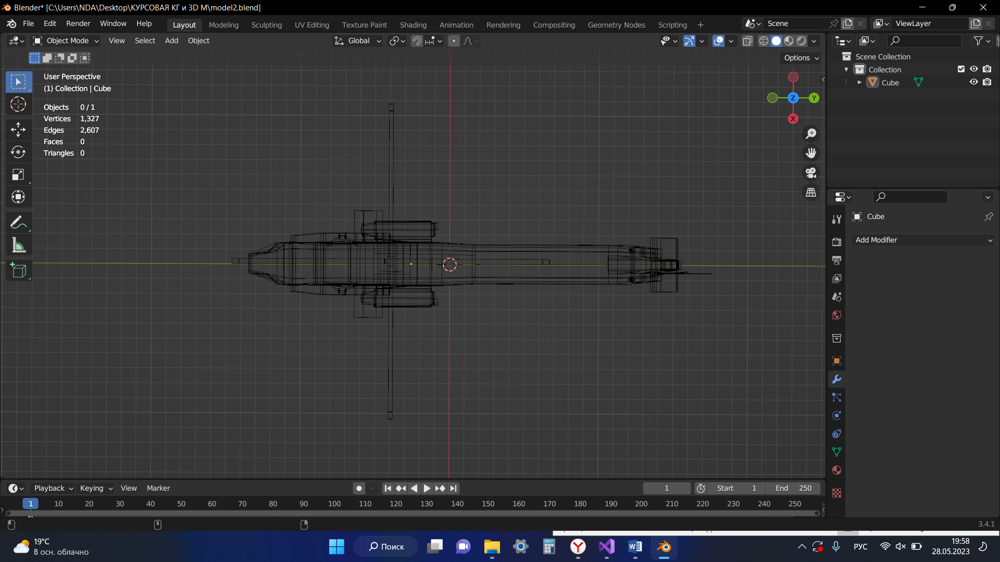 Blender* [C:\Users\NDA\Desktop\КУРСОВАЯ КГ и 3D M\model2.blend]
File Edit Render Window Help Layout Modeling Sculpting UV Editing Texture Paint Shading Animation Rendering Compositing Geometry Nodes Scripting + Scene ViewLayer
Object Mode View Select Add Object Global
Options
User Perspective
(1) Collection | Cube
Objects 0 / 1
Vertices 1,327
Edges 2,607
Faces 0
Triangles 0
Z
Y
X
Scene Collection
Collection
Cube
Cube
Add Modifier
Playback Keying View Marker 1 Start 1 End 250
1 10 20 30 40 50 60 70 80 90 100 110 120 130 140 150 160 170 180 190 200 210 220 230 240 250
3.4.1
19°C
В осн. облачно
Поиск
РУС
19:58
28.05.2023